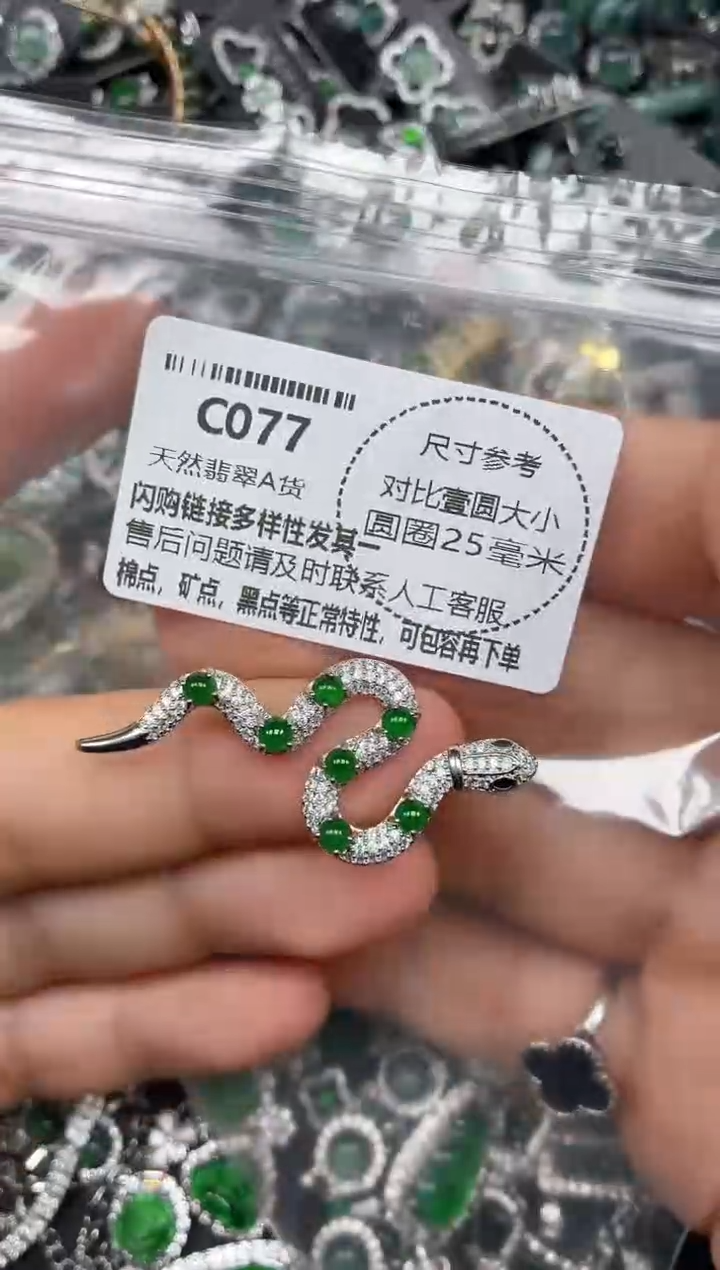 C077
天然翡翠A货
闪购链接多样性发其一
售后问题请及时联系人工客服
棉点，矿点，黑点等正常特性，可包容再下单
尺寸参考
对比壹圆大小
圆圈25毫米